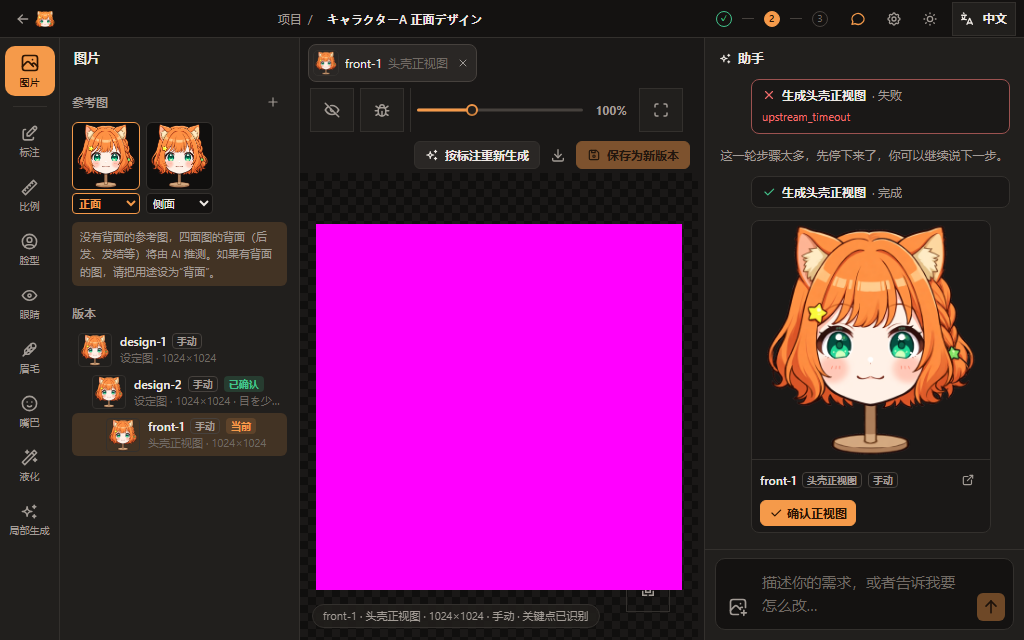 项目 / キャラクターA 正面デザイン
2
3
中文
图片
标注
比例
脸型
眼睛
眉毛
嘴巴
液化
局部生成
图片
参考图
正面
侧面
没有背面的参考图，四面图的背面（后
发、发结等）将由 AI 推测。如果有背面
的图，请把用途设为“背面”。
版本
design-1 手动
设定图 · 1024×1024
design-2 手动 已确认
设定图 · 1024×1024 · 目を少...
front-1 手动 当前
头壳正视图 · 1024×1024
front-1 头壳正视图
100%
按标注重新生成
保存为新版本
front-1 · 头壳正视图 · 1024×1024 · 手动 · 关键点已识别
助手
生成头壳正视图 · 失败
upstream_timeout
这一轮步骤太多，先停下来了，你可以继续说下一步。
生成头壳正视图 · 完成
front-1 头壳正视图 手动
确认正视图
描述你的需求，或者告诉我要
怎么改...